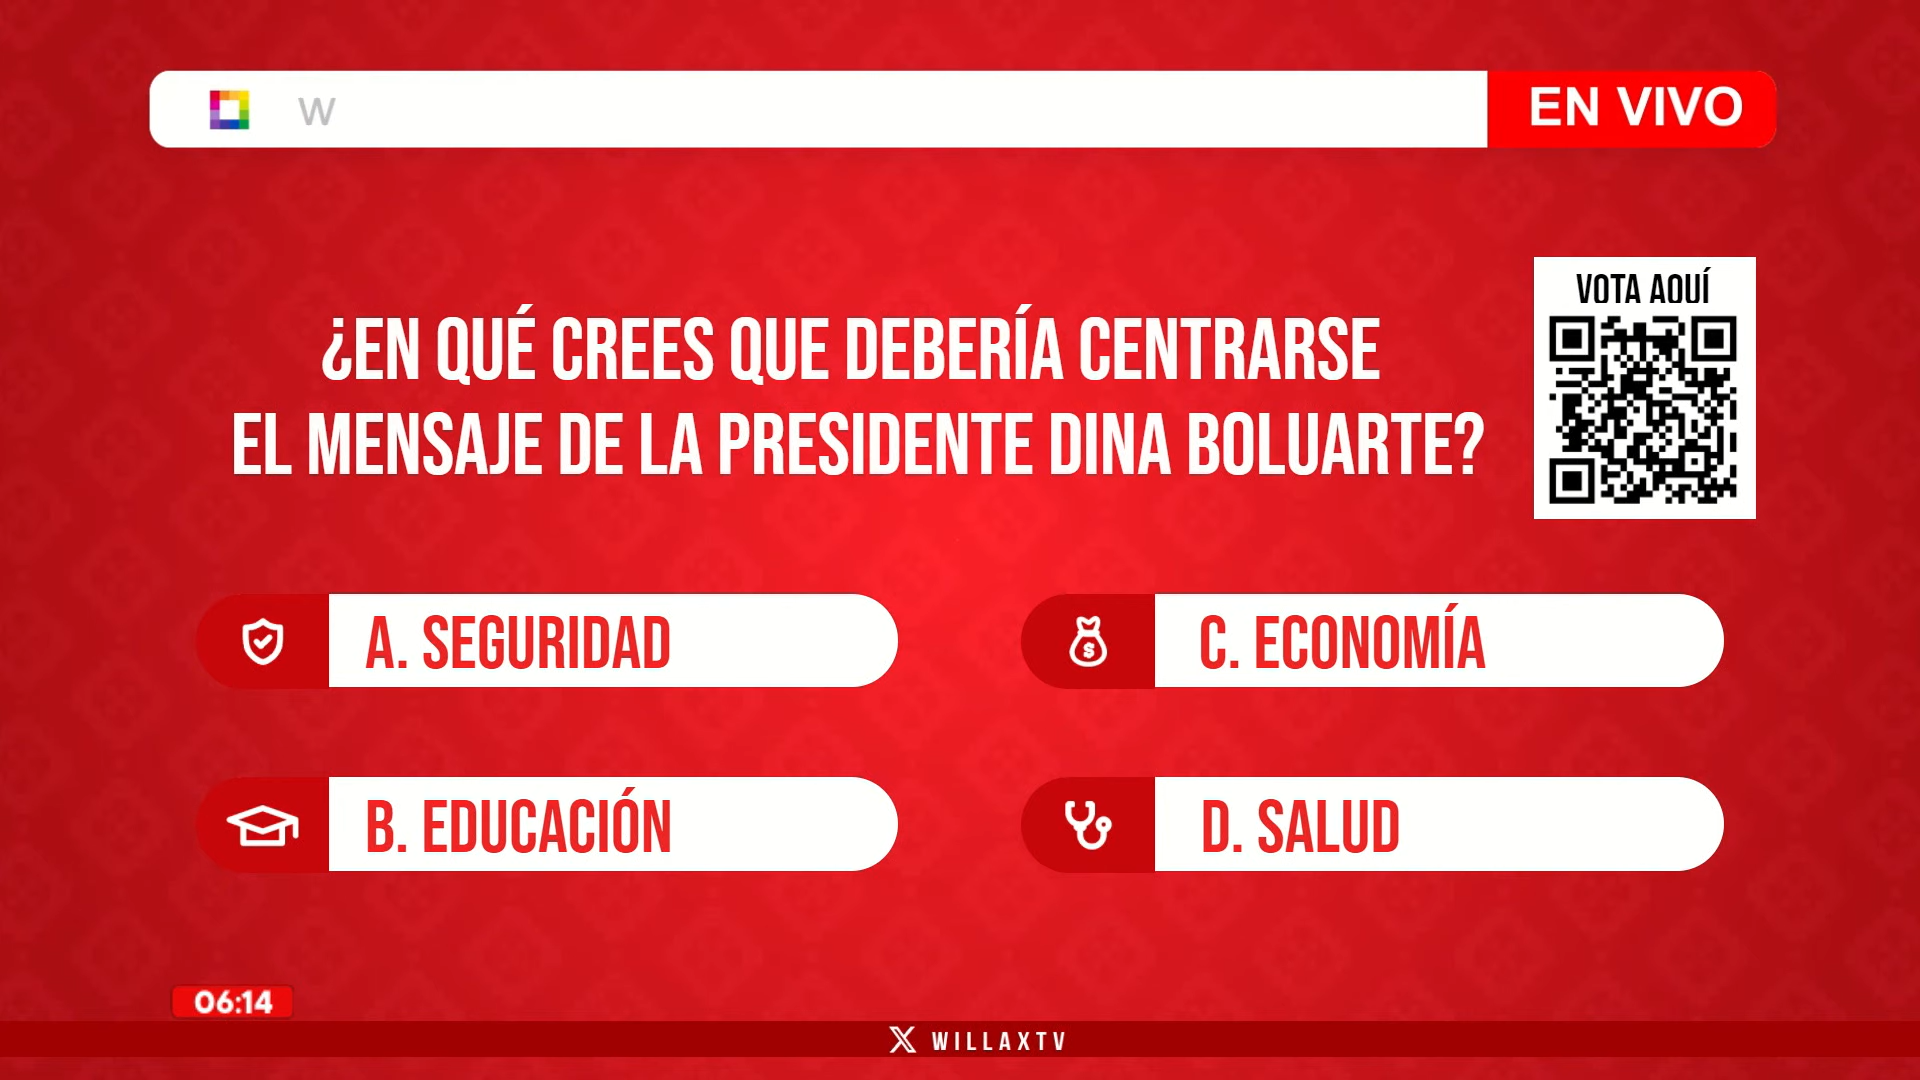 W
EN VIVO
VOTA AQUÍ
¿EN QUÉ CREES QUE DEBERÍA CENTRARSE
EL MENSAJE DE LA PRESIDENTE DINA BOLUARTE?
A. SEGURIDAD
C. ECONOMÍA
B. EDUCACIÓN
D. SALUD
06:14
X WILLAXTV